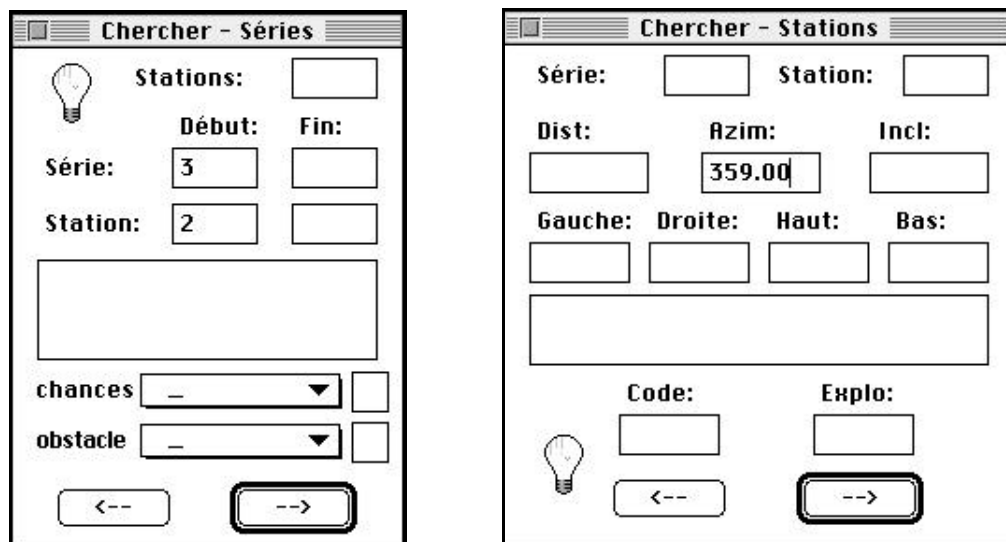 Chercher - Séries
Stations:
Début: Fin:
Série: 3
Station: 2
chances _
obstacle _
<-- -->
Chercher - Stations
Série: Station:
Dist: Azim: Incl:
359.00
Gauche: Droite: Haut: Bas:
Code: Explo:
<-- -->